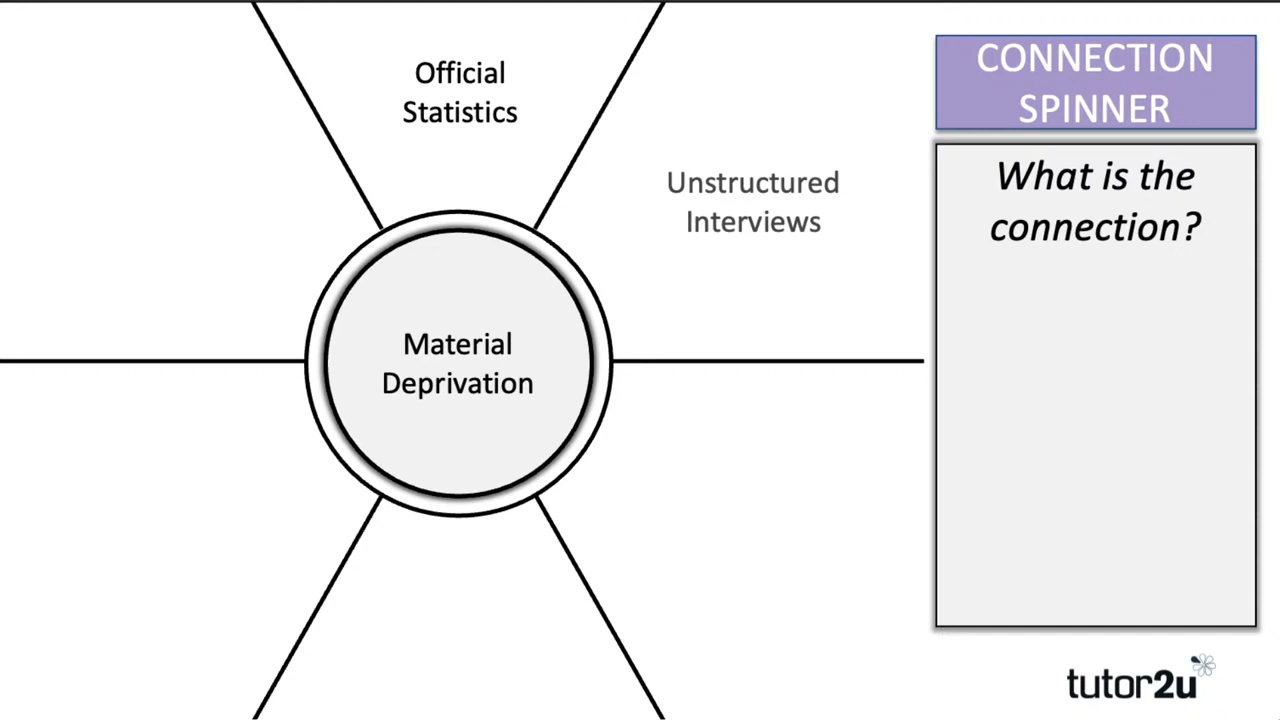 Official
Statistics
Unstructured
Interviews
Material
Deprivation
CONNECTION
SPINNER
What is the
connection?
tutor2u